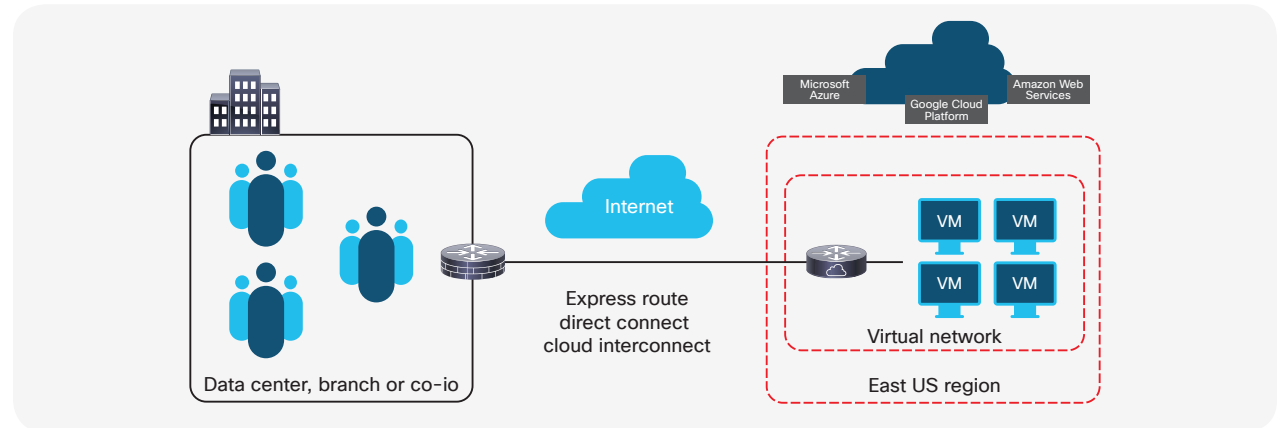 Microsoft
Azure
Google Cloud
Platform
Amazon Web
Services
Internet
VM
VM
VM
VM
Express route
direct connect
cloud interconnect
Virtual network
Data center, branch or co-io
East US region